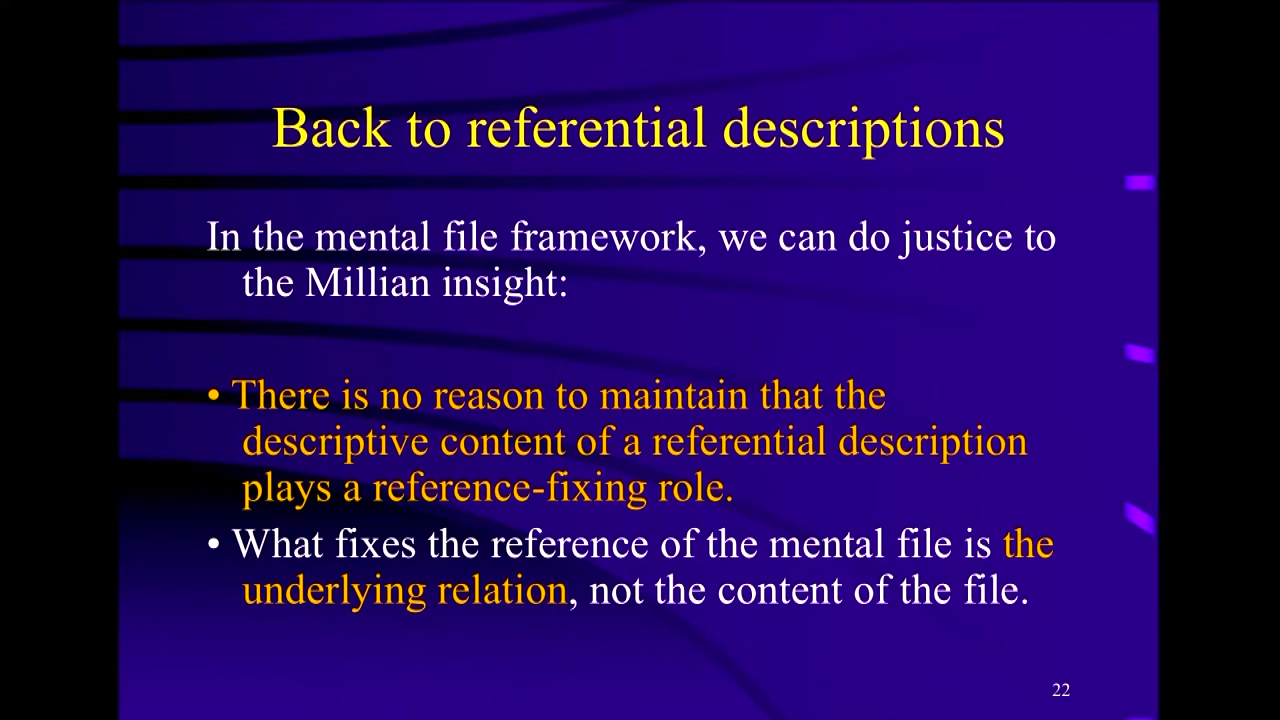 Back to referential descriptions
In the mental file framework, we can do justice to
the Millian insight:
• There is no reason to maintain that the
descriptive content of a referential description
plays a reference-fixing role.
• What fixes the reference of the mental file is the
underlying relation, not the content of the file.
22